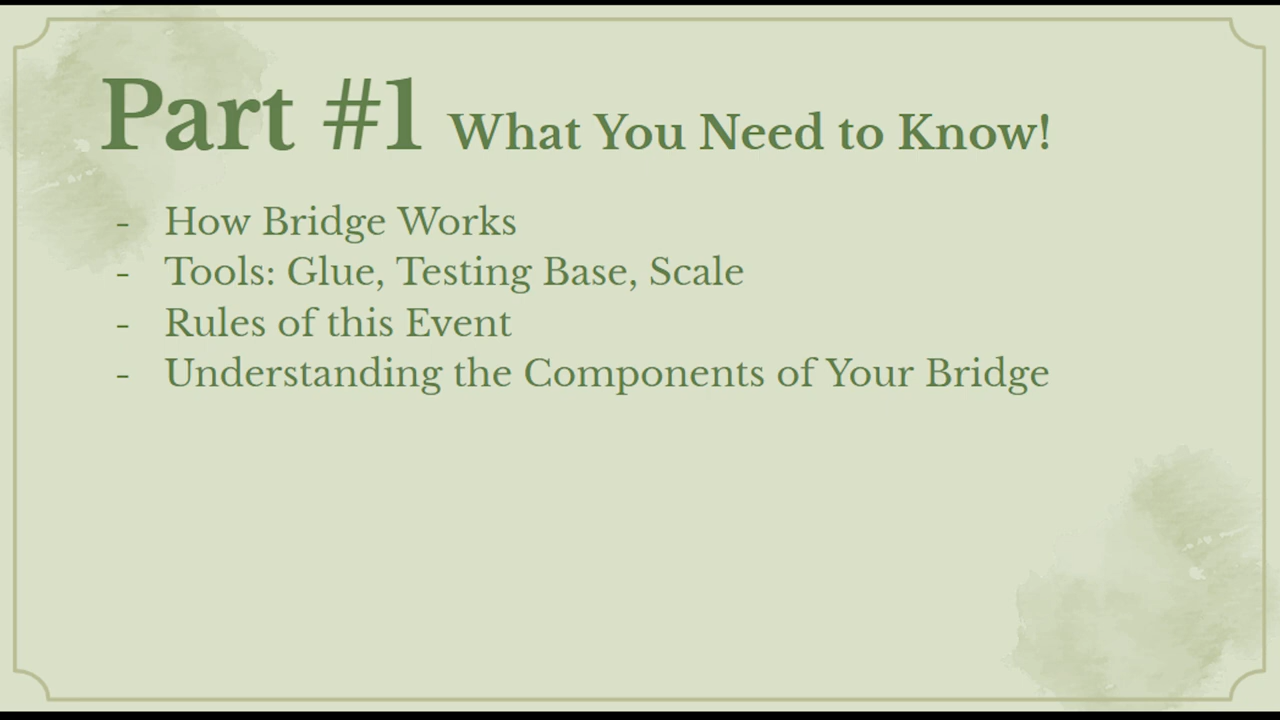 Part #1 What You Need to Know!
- How Bridge Works
- Tools: Glue, Testing Base, Scale
- Rules of this Event
- Understanding the Components of Your Bridge